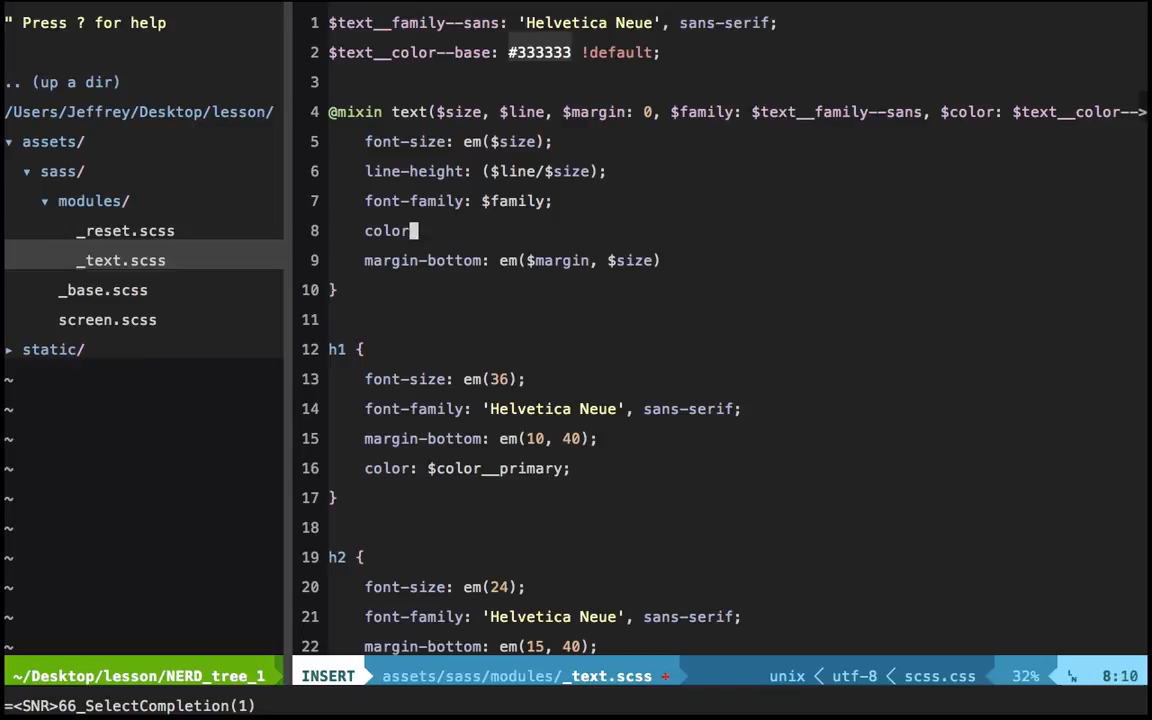 " Press ? for help
.. (up a dir)
/Users/Jeffrey/Desktop/lesson/
▾ assets/
▾ sass/
▾ modules/
_reset.scss
_text.scss
_base.scss
screen.scss
▸ static/
~
~
~
~
~
~
~
~
~
~
1 $text__family--sans: 'Helvetica Neue', sans-serif;
2 $text__color--base: #333333 !default;
3
4 @mixin text($size, $line, $margin: 0, $family: $text__family--sans, $color: $text__color-->
5 font-size: em($size);
6 line-height: ($line/$size);
7 font-family: $family;
8 color
9 margin-bottom: em($margin, $size)
10 }
11
12 h1 {
13 font-size: em(36);
14 font-family: 'Helvetica Neue', sans-serif;
15 margin-bottom: em(10, 40);
16 color: $color__primary;
17 }
18
19 h2 {
20 font-size: em(24);
21 font-family: 'Helvetica Neue', sans-serif;
22 margin-bottom: em(15, 40);
~/Desktop/lesson/NERD_tree_1
INSERT assets/sass/modules/_text.scss + unix < utf-8 < scss.css 32% 8:10
=<SNR>66_SelectCompletion(1)